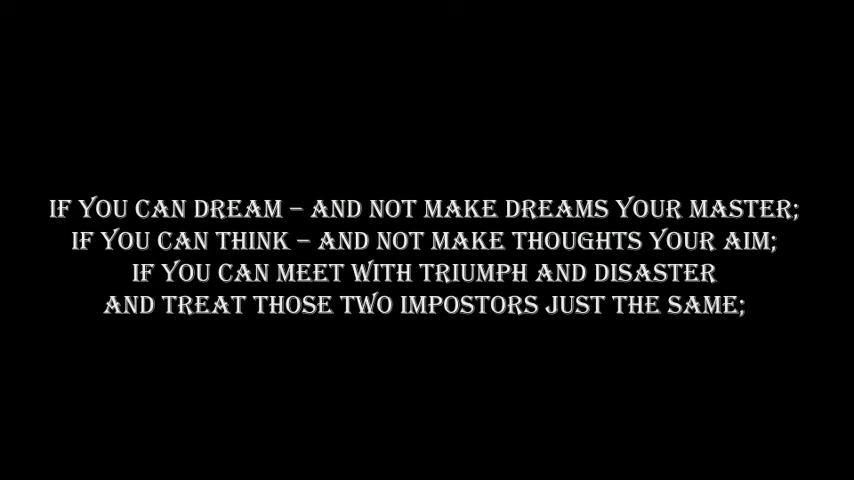 IF YOU CAN DREAM – AND NOT MAKE DREAMS YOUR MASTER;
IF YOU CAN THINK – AND NOT MAKE THOUGHTS YOUR AIM;
IF YOU CAN MEET WITH TRIUMPH AND DISASTER
AND TREAT THOSE TWO IMPOSTORS JUST THE SAME;